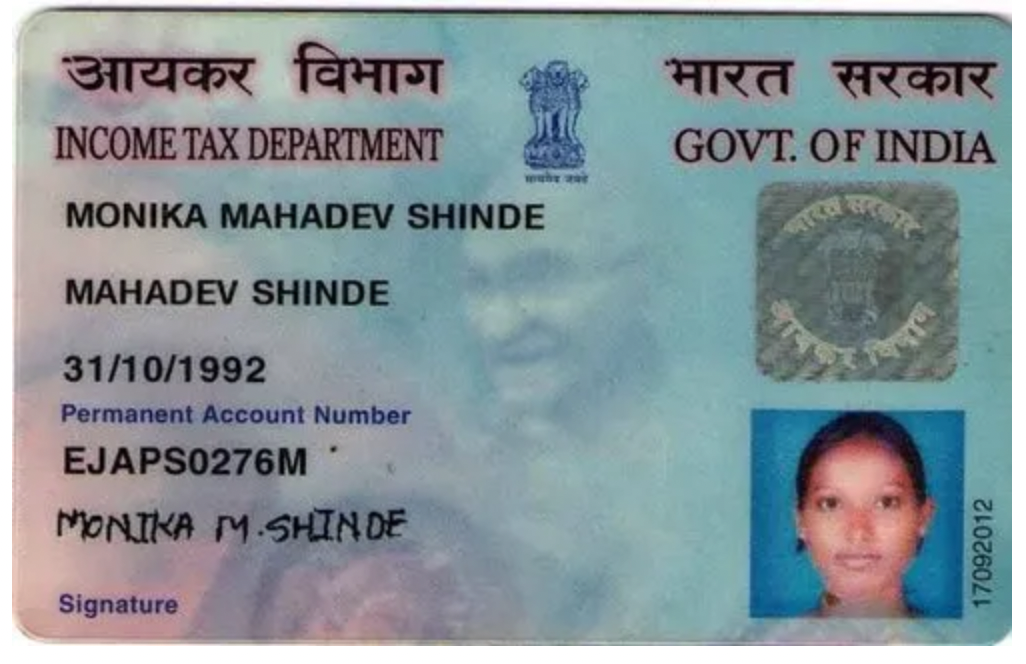 आयकर विभाग
भारत सरकार
INCOME TAX DEPARTMENT
GOVT. OF INDIA
सत्यमेव जयते
MONIKA MAHADEV SHINDE
भारत सरकार
MAHADEV SHINDE
आयकर विभाग
31/10/1992
Permanent Account Number
EJAPS0276M
MONIKA M. SHINDE
Signature
17092012